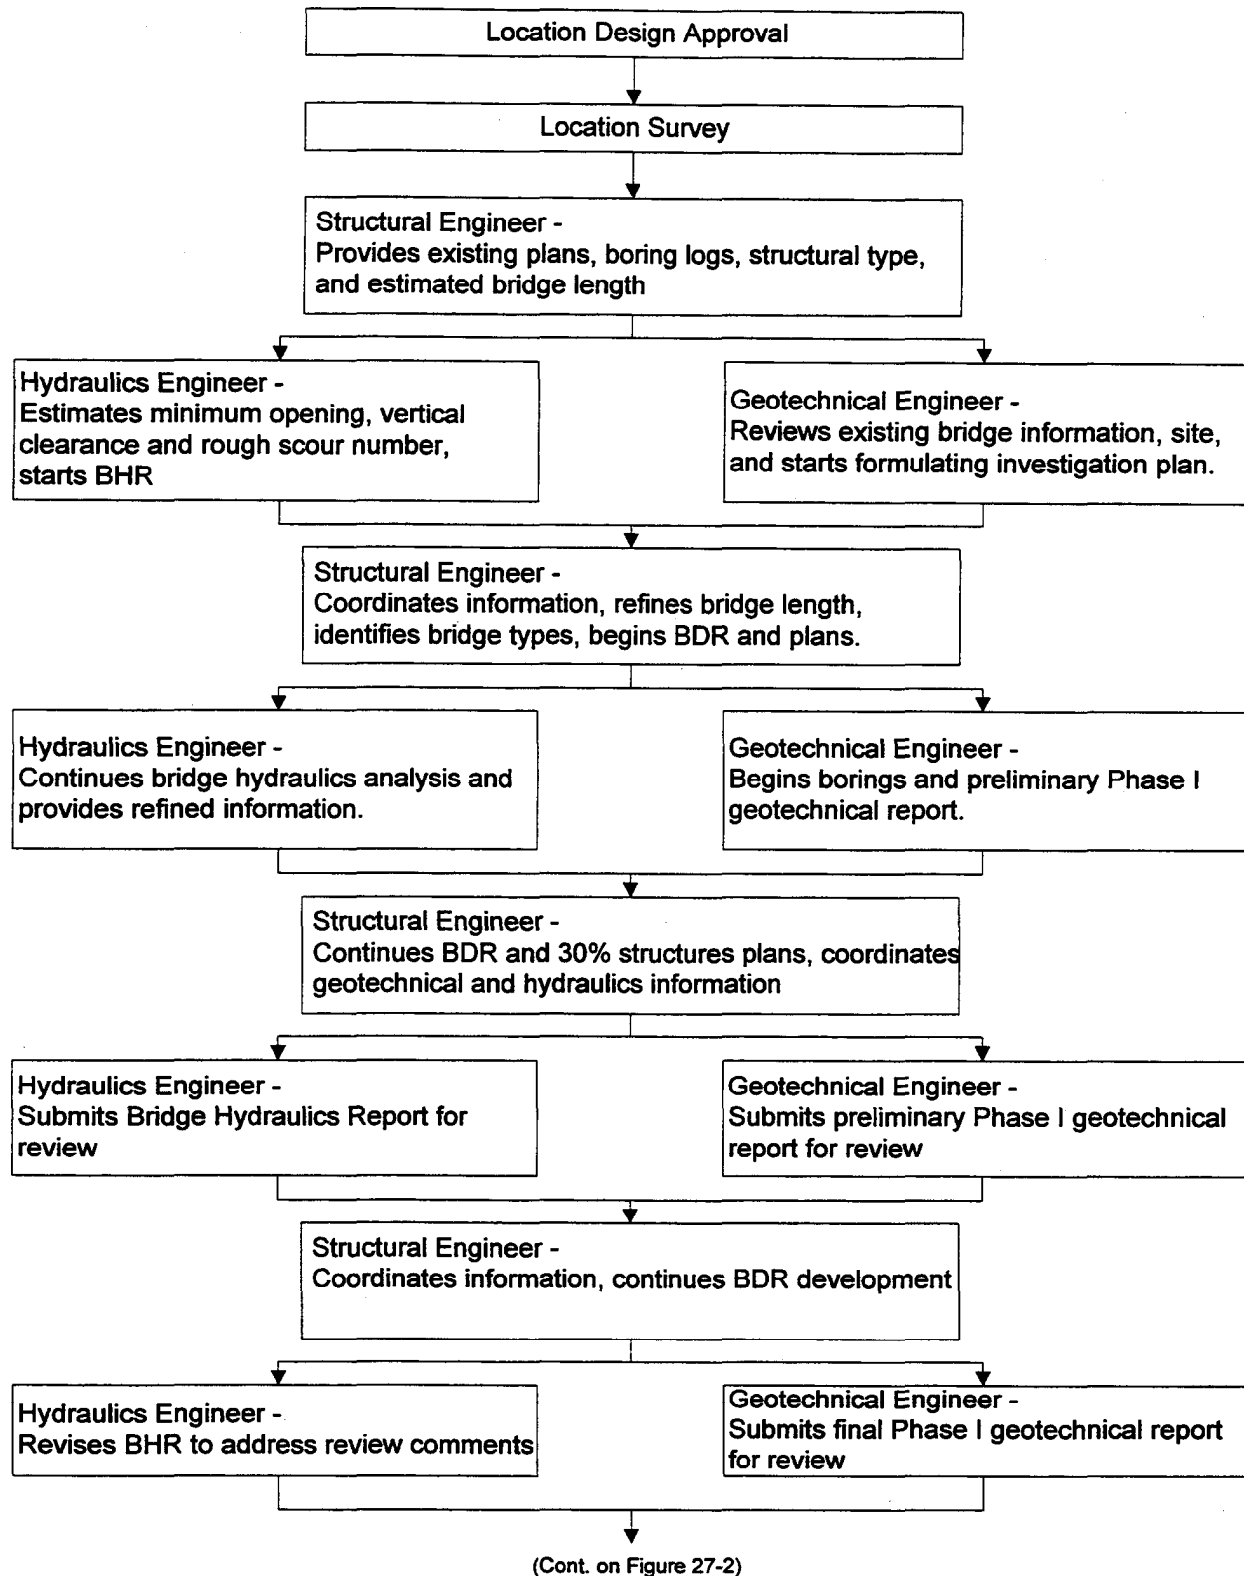 Location Design Approval
Location Survey
Structural Engineer -
Provides existing plans, boring logs, structural type,
and estimated bridge length
Hydraulics Engineer -
Estimates minimum opening, vertical
clearance and rough scour number,
starts BHR
Geotechnical Engineer -
Reviews existing bridge information, site,
and starts formulating investigation plan.
Structural Engineer -
Coordinates information, refines bridge length,
identifies bridge types, begins BDR and plans.
Hydraulics Engineer -
Continues bridge hydraulics analysis and
provides refined information.
Geotechnical Engineer -
Begins borings and preliminary Phase I
geotechnical report.
Structural Engineer -
Continues BDR and 30% structures plans, coordinates
geotechnical and hydraulics information
Hydraulics Engineer -
Submits Bridge Hydraulics Report for
review
Geotechnical Engineer -
Submits preliminary Phase I geotechnical
report for review
Structural Engineer -
Coordinates information, continues BDR development
Hydraulics Engineer -
Revises BHR to address review comments
Geotechnical Engineer -
Submits final Phase I geotechnical report
for review
(Cont. on Figure 27-2)